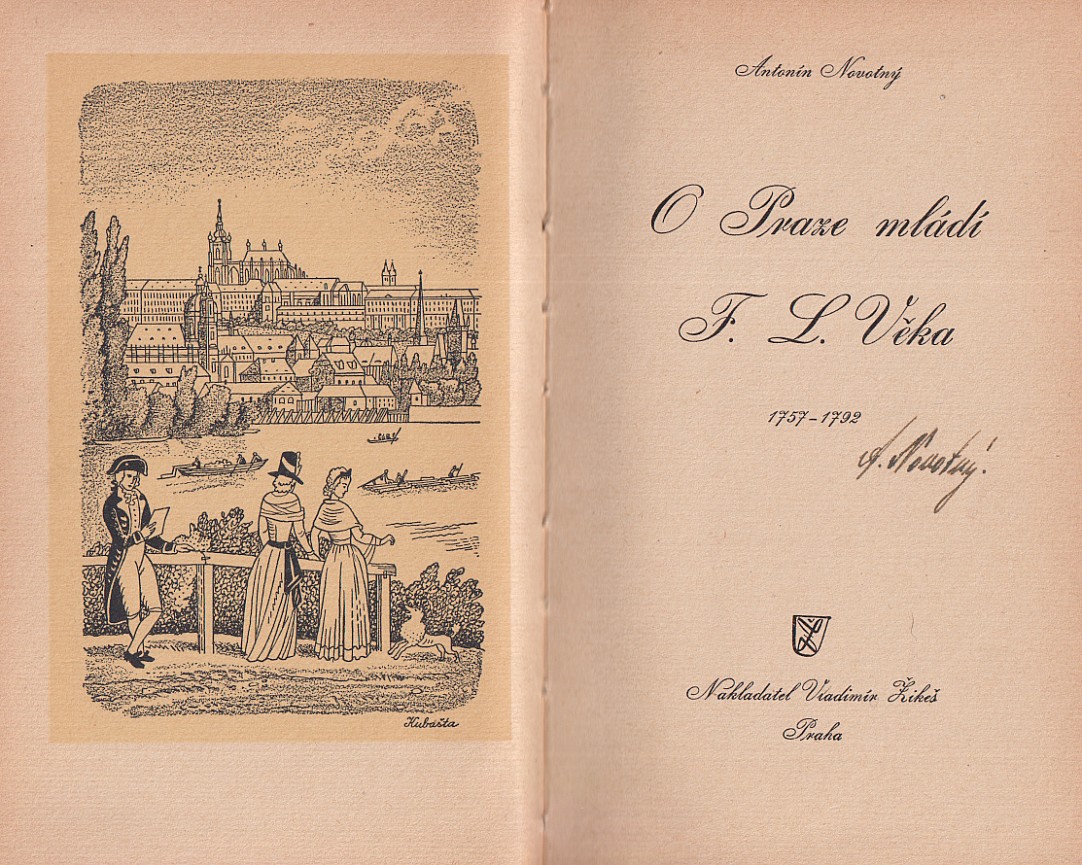 Kubašta
Antonín Novotný
O Praze mládí
F. L. Věka
1757-1792
A. Novotný.
Nakladatel Vladimír Žikeš
Praha